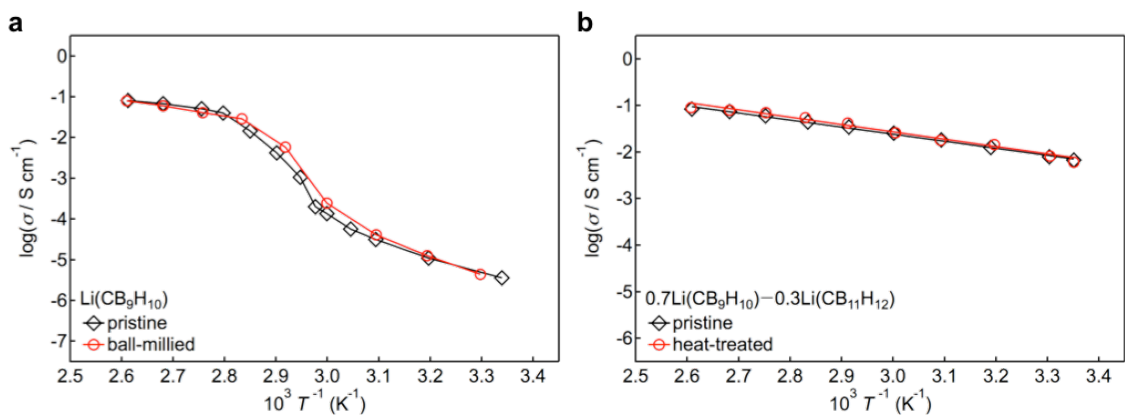 a
b
0
-1
-2
-3
-4
-5
-6
-7
log(σ / S cm⁻¹)
Li(CB₉H₁₀)
pristine
ball-millied
2.5 2.6 2.7 2.8 2.9 3.0 3.1 3.2 3.3 3.4
10³ T⁻¹ (K⁻¹)
0
-1
-2
-3
-4
-5
-6
log(σ / S cm⁻¹)
0.7Li(CB₉H₁₀)−0.3Li(CB₁₁H₁₂)
pristine
heat-treated
2.5 2.6 2.7 2.8 2.9 3.0 3.1 3.2 3.3 3.4
10³ T⁻¹ (K⁻¹)